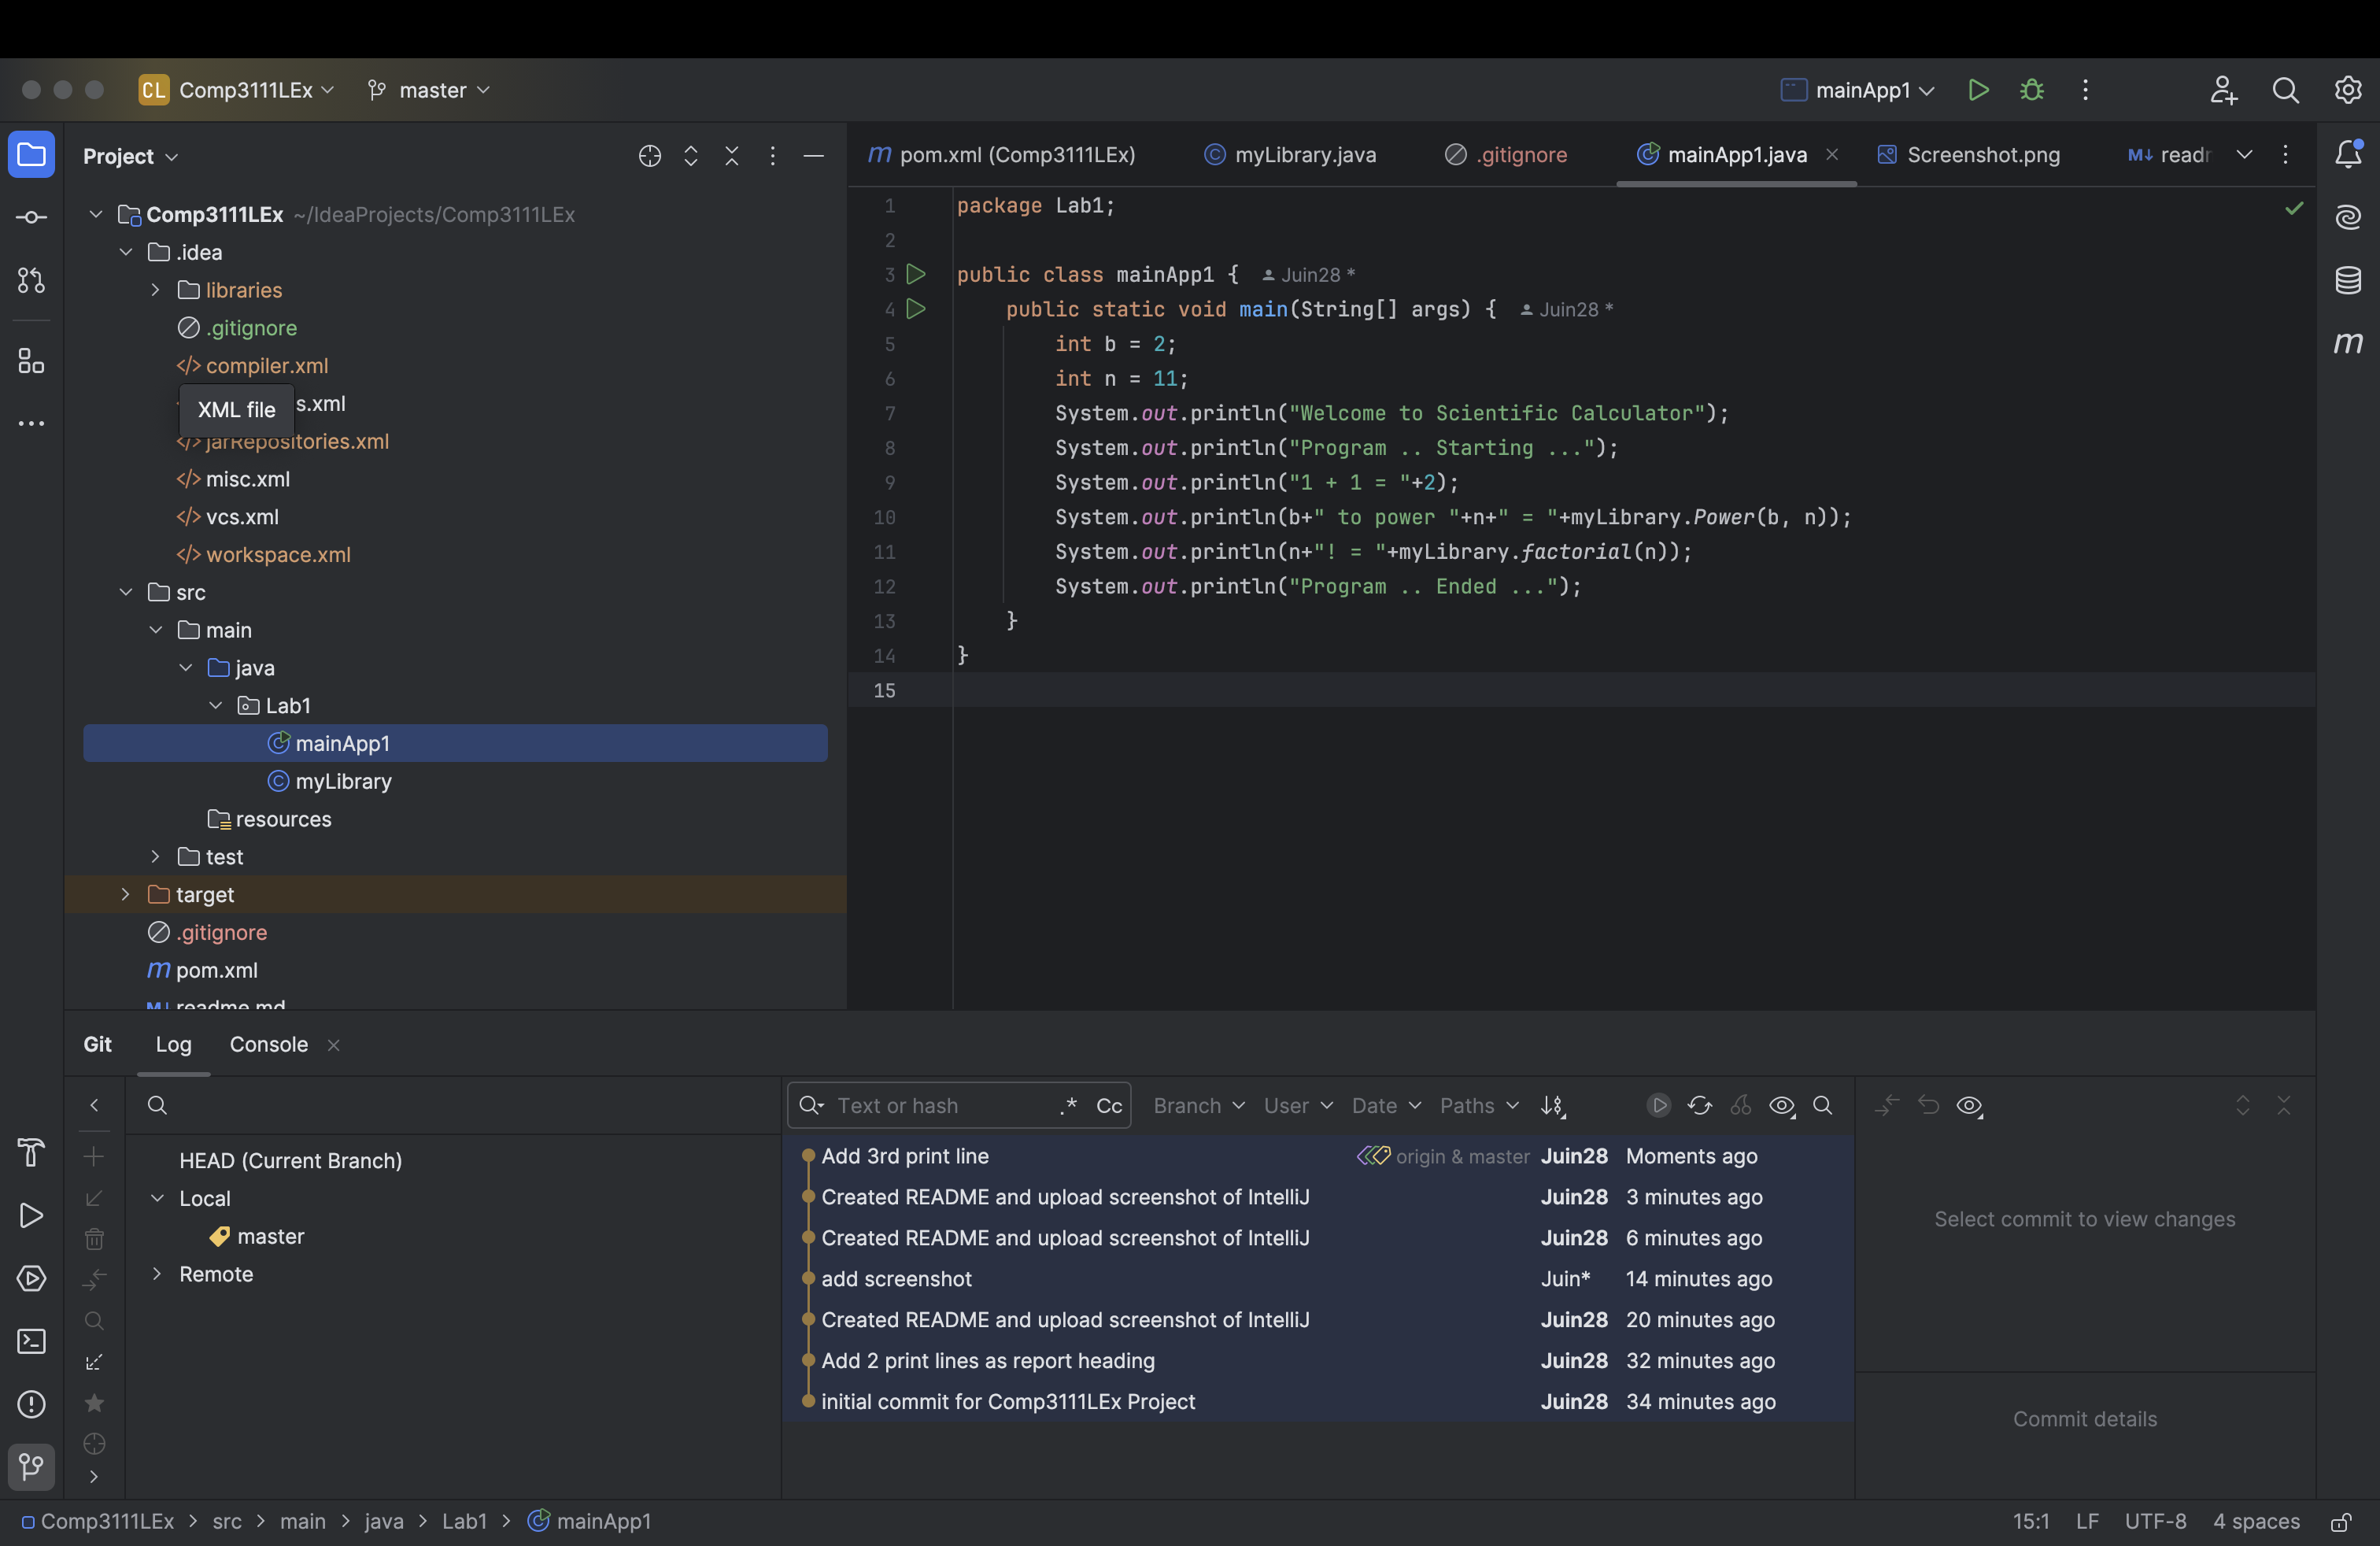 CL Comp3111LEx master mainApp1
Project
m pom.xml (Comp3111LEx) myLibrary.java .gitignore mainApp1.java Screenshot.png M↓
Comp3111LEx ~/IdeaProjects/Comp3111LEx
.idea
libraries
.gitignore
</> compiler.xml
XML file s.xml
</> jarRepositories.xml
</> misc.xml
</> vcs.xml
</> workspace.xml
src
main
java
Lab1
mainApp1
myLibrary
resources
test
target
.gitignore
m pom.xml
M↓ readme.md
1 package Lab1;
2
3 public class mainApp1 { Juin28 *
4 public static void main(String[] args) { Juin28 *
5 int b = 2;
6 int n = 11;
7 System.out.println("Welcome to Scientific Calculator");
8 System.out.println("Program .. Starting ...");
9 System.out.println("1 + 1 = "+2);
10 System.out.println(b+" to power "+n+" = "+myLibrary.Power(b, n));
11 System.out.println(n+"! = "+myLibrary.factorial(n));
12 System.out.println("Program .. Ended ...");
13 }
14 }
15
m
Git Log Console
HEAD (Current Branch)
Local
master
Remote
Text or hash .* Cc Branch User Date Paths
Add 3rd print line origin & master Juin28 Moments ago
Created README and upload screenshot of IntelliJ Juin28 3 minutes ago
Created README and upload screenshot of IntelliJ Juin28 6 minutes ago
add screenshot Juin* 14 minutes ago
Created README and upload screenshot of IntelliJ Juin28 20 minutes ago
Add 2 print lines as report heading Juin28 32 minutes ago
initial commit for Comp3111LEx Project Juin28 34 minutes ago
Select commit to view changes
Commit details
Comp3111LEx > src > main > java > Lab1 > mainApp1
15:1 LF UTF-8 4 spaces